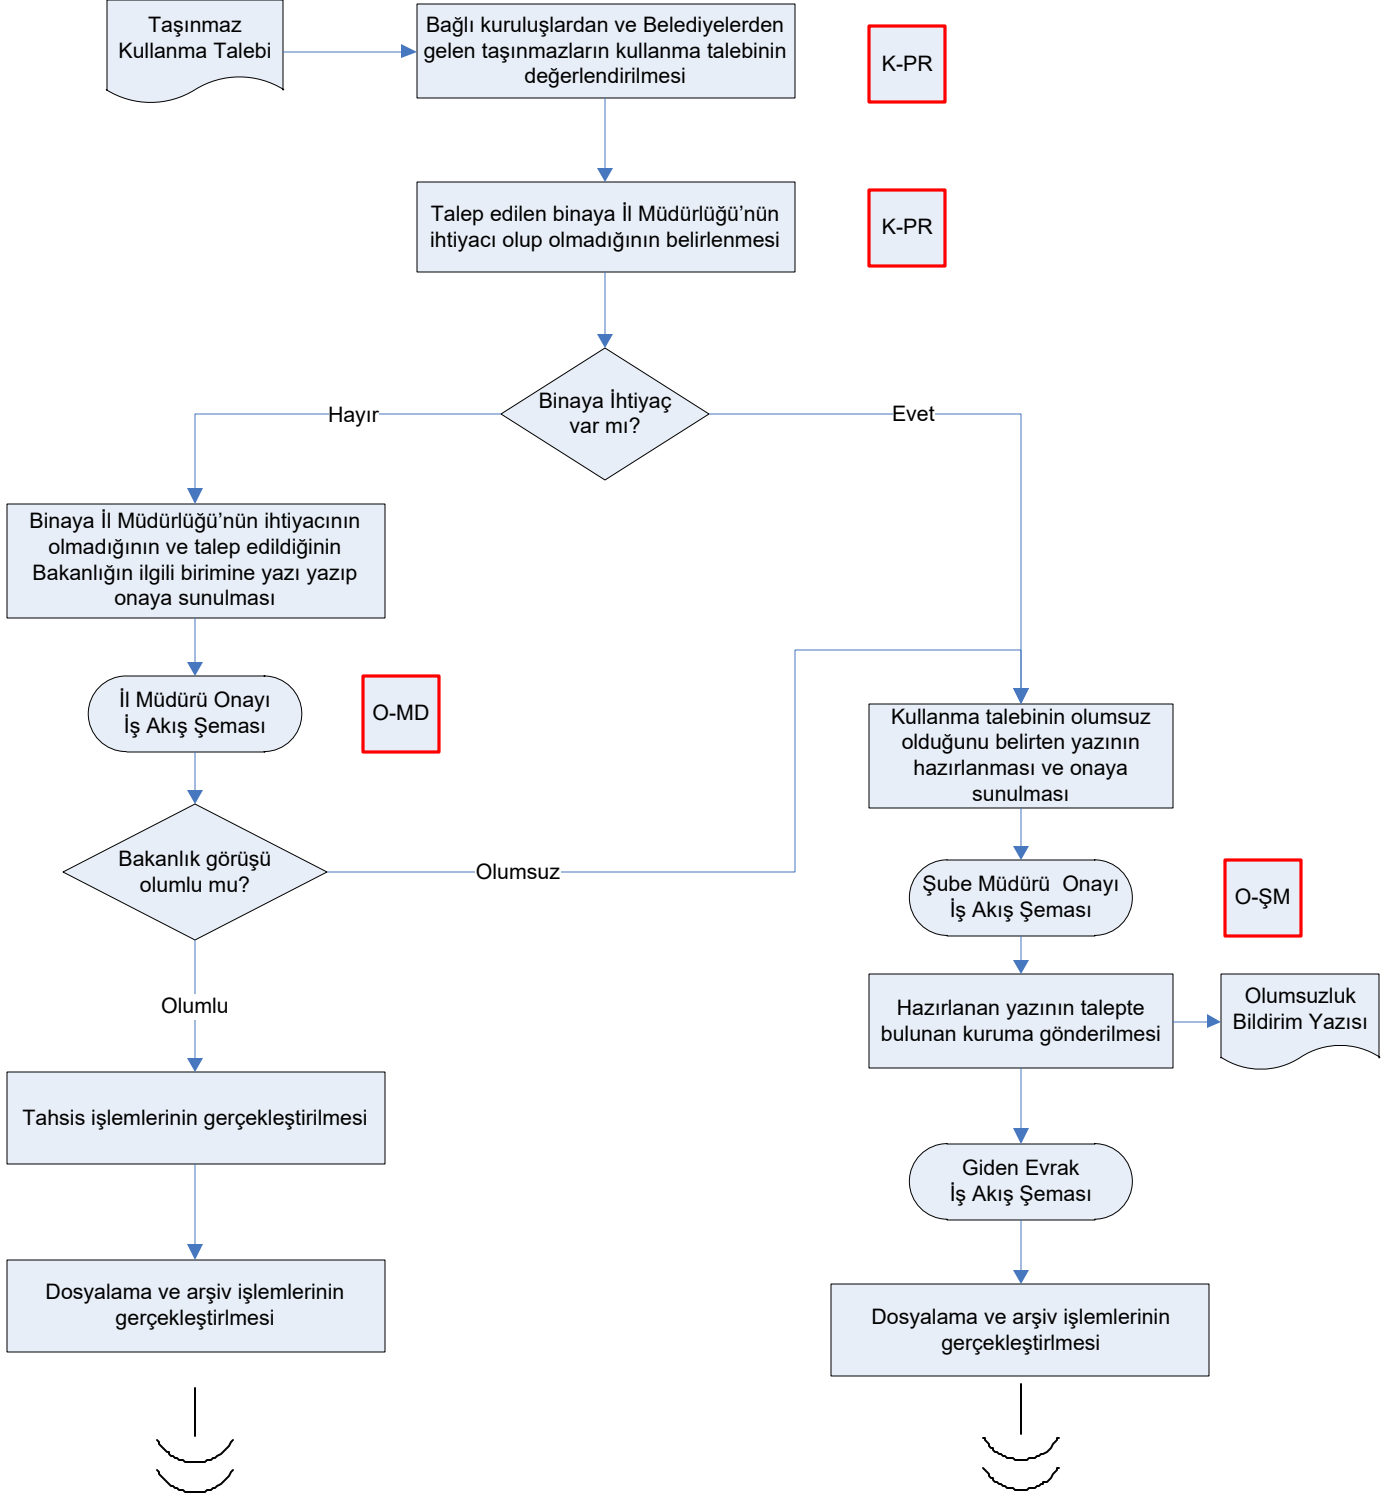 Taşınmaz
Kullanma Talebi
Bağlı kuruluşlardan ve Belediyelerden
gelen taşınmazların kullanma talebinin
değerlendirilmesi
K-PR
Talep edilen binaya İl Müdürlüğü’nün
ihtiyacı olup olmadığının belirlenmesi
K-PR
Binaya İhtiyaç
var mı?
Hayır
Evet
Binaya İl Müdürlüğü’nün ihtiyacının
olmadığının ve talep edildiğinin
Bakanlığın ilgili birimine yazı yazıp
onaya sunulması
İl Müdürü Onayı
İş Akış Şeması
O-MD
Kullanma talebinin olumsuz
olduğunu belirten yazının
hazırlanması ve onaya
sunulması
Bakanlık görüşü
olumlu mu?
Olumsuz
Şube Müdürü  Onayı
İş Akış Şeması
O-ŞM
Olumlu
Hazırlanan yazının talepte
bulunan kuruma gönderilmesi
Olumsuzluk
Bildirim Yazısı
Tahsis işlemlerinin gerçekleştirilmesi
Giden Evrak
İş Akış Şeması
Dosyalama ve arşiv işlemlerinin
gerçekleştirlmesi
Dosyalama ve arşiv işlemlerinin
gerçekleştirlmesi